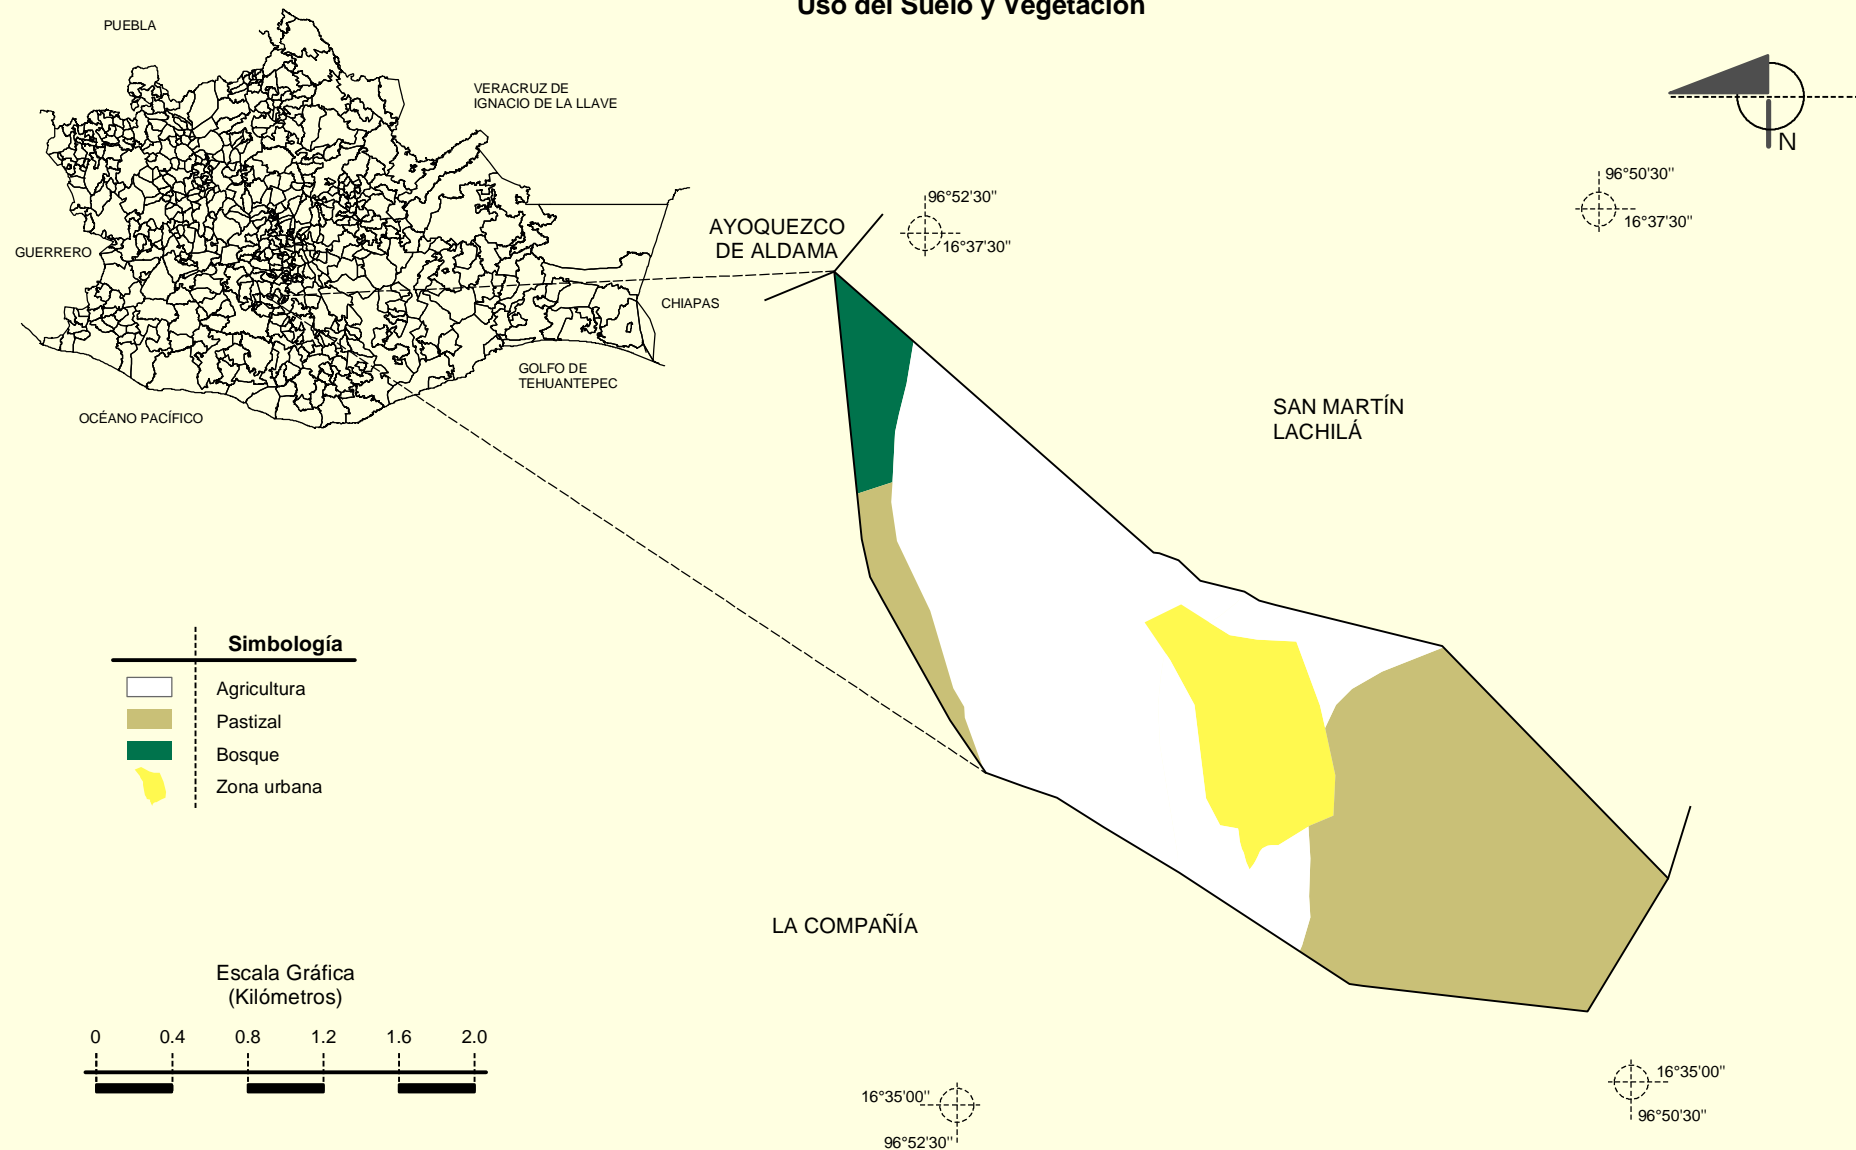 Uso del Suelo y Vegetación
PUEBLA
VERACRUZ DE
IGNACIO DE LA LLAVE
GUERRERO
CHIAPAS
GOLFO DE
TEHUANTEPEC
OCÉANO PACÍFICO
N
96°52'30"
16°37'30"
96°50'30"
16°37'30"
AYOQUEZCO
DE ALDAMA
SAN MARTÍN
LACHILÁ
LA COMPAÑÍA
Simbología
Agricultura
Pastizal
Bosque
Zona urbana
Escala Gráfica
(Kilómetros)
0 0.4 0.8 1.2 1.6 2.0
16°35'00"
96°52'30"
16°35'00"
96°50'30"